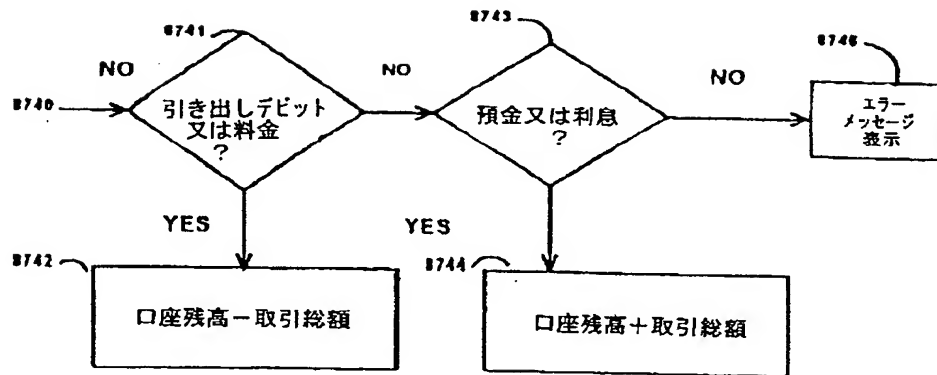 8741
8743
8746
NO
NO
NO
8740
引き出しデビット
又は料金
?
預金又は利息
?
エラー
メッセージ
表示
YES
YES
8742
8744
口座残高－取引総額
口座残高＋取引総額